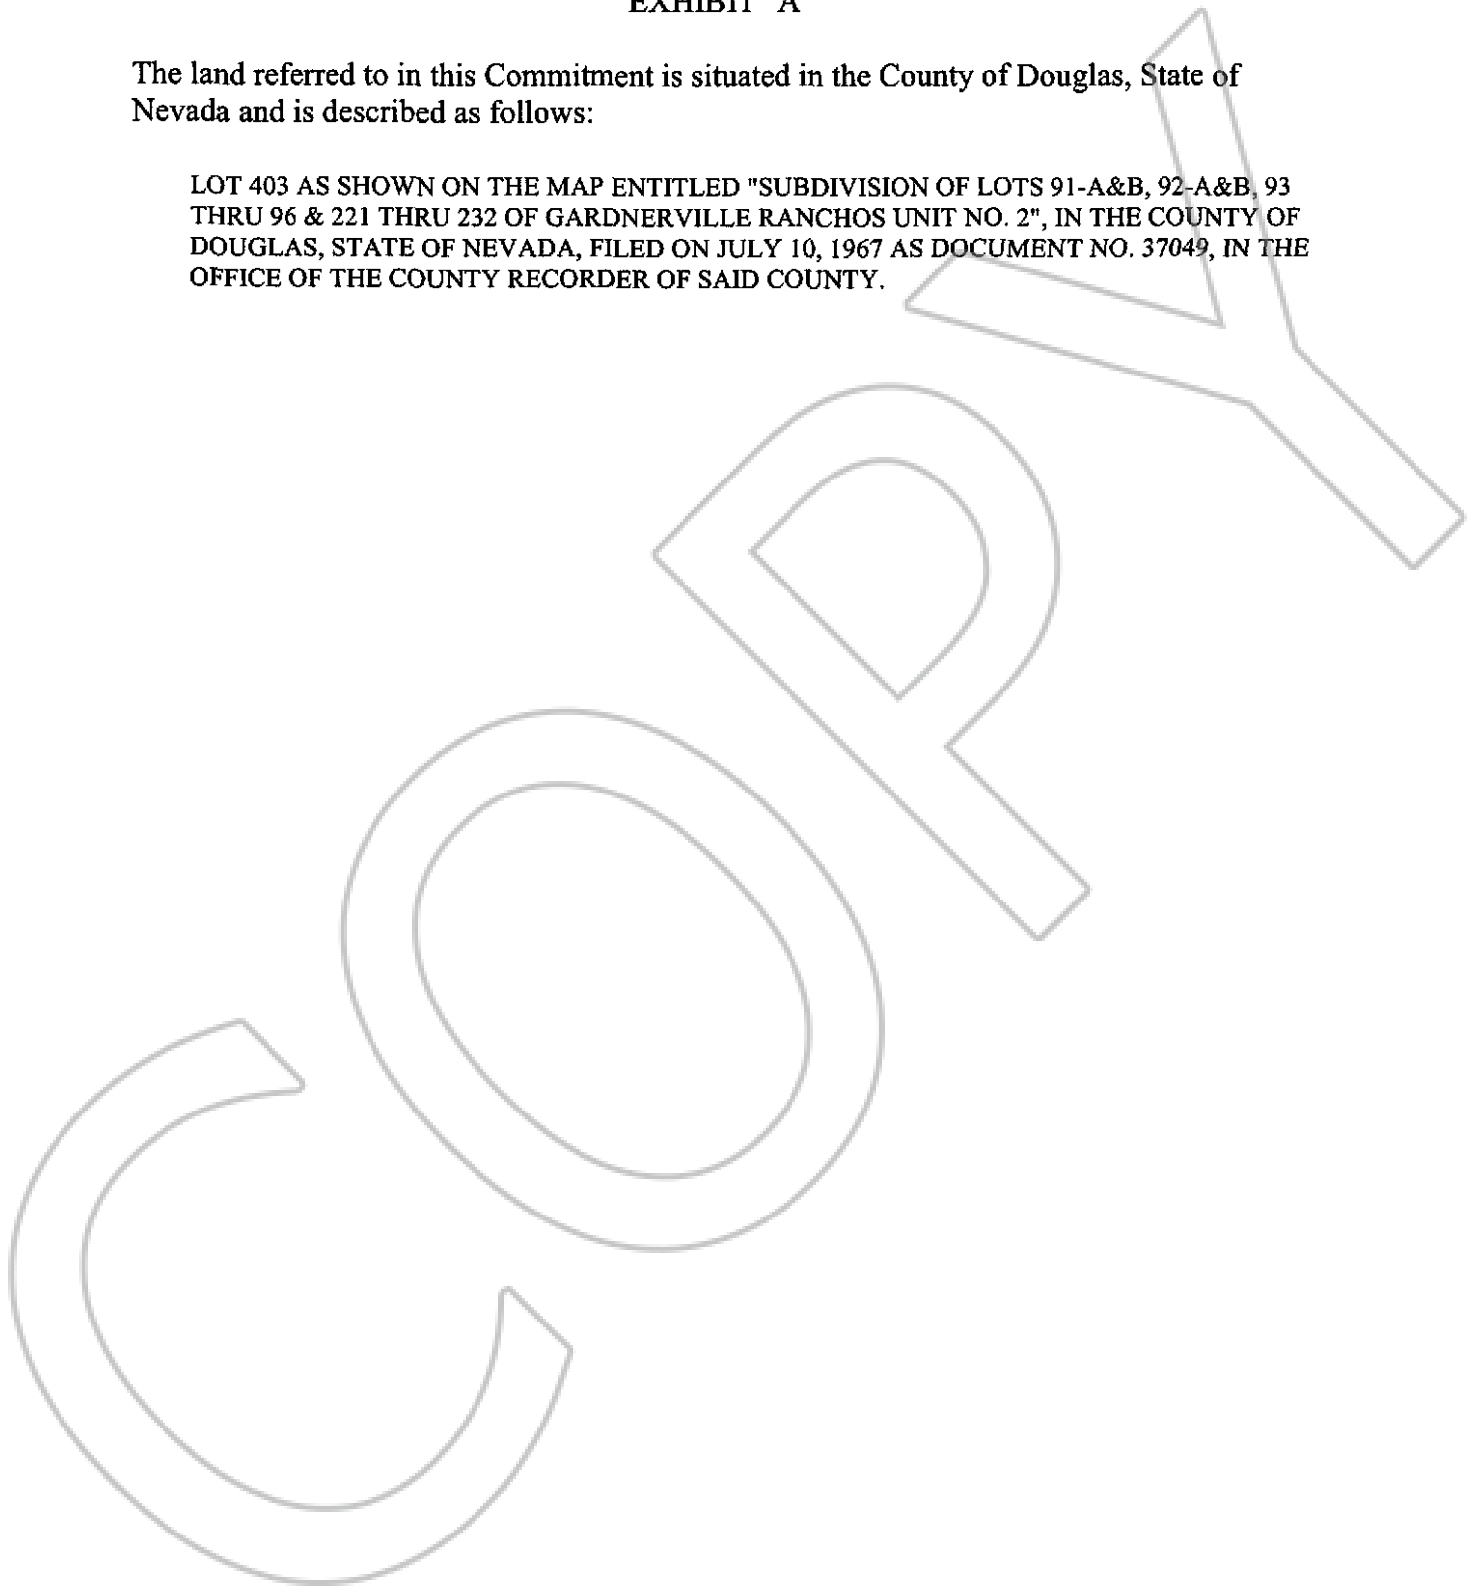 EXHIBIT "A"
The land referred to in this Commitment is situated in the County of Douglas, State of
Nevada and is described as follows:
LOT 403 AS SHOWN ON THE MAP ENTITLED "SUBDIVISION OF LOTS 91-A&B, 92-A&B, 93
THRU 96 & 221 THRU 232 OF GARDNERVILLE RANCHOS UNIT NO. 2", IN THE COUNTY OF
DOUGLAS, STATE OF NEVADA, FILED ON JULY 10, 1967 AS DOCUMENT NO. 37049, IN THE
OFFICE OF THE COUNTY RECORDER OF SAID COUNTY.
COPY